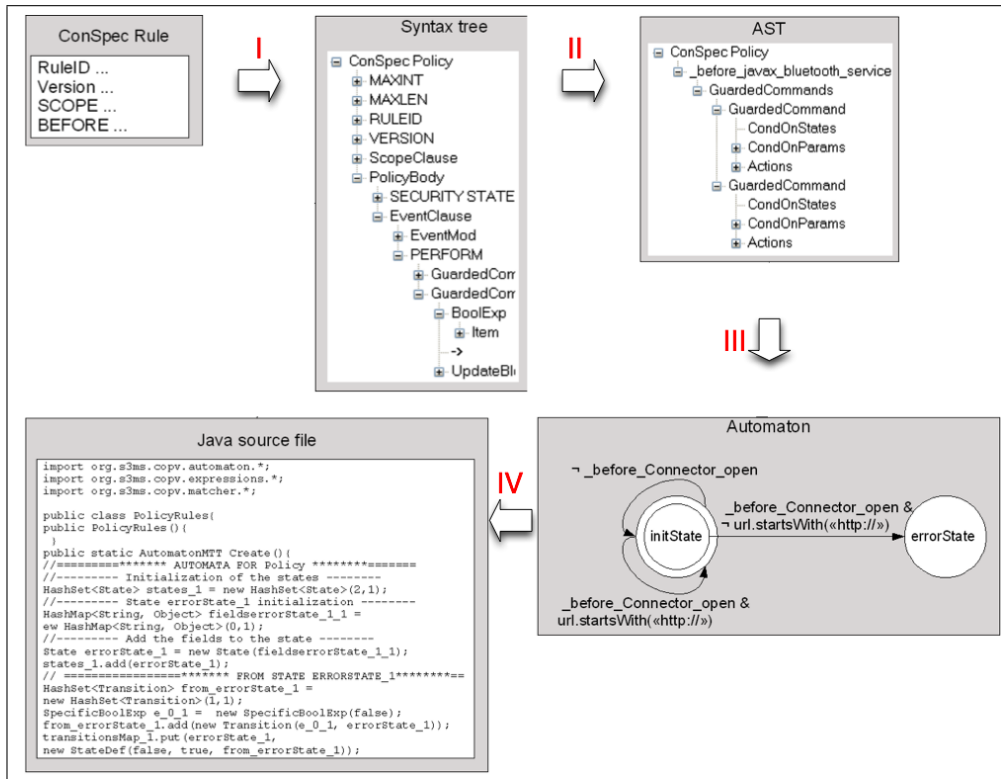 ConSpec Rule
RuleID ...
Version ...
SCOPE ...
BEFORE ...
I
Syntax tree
ConSpec Policy
MAXINT
MAXLEN
RULEID
VERSION
ScopeClause
PolicyBody
SECURITY STATE
EventClause
EventMod
PERFORM
GuardedCom
GuardedCom
BoolExp
Item
->
UpdateBl
II
AST
ConSpec Policy
_before_javax_bluetooth_service
GuardedCommands
GuardedCommand
CondOnStates
CondOnParams
Actions
GuardedCommand
CondOnStates
CondOnParams
Actions
III
Automaton
¬ _before_Connector_open
_before_Connector_open &
¬ url.startsWith(«http://»)
initState
errorState
_before_Connector_open &
url.startsWith(«http://»)
IV
Java source file
import org.s3ms.copv.automaton.*;
import org.s3ms.copv.expressions.*;
import org.s3ms.copv.matcher.*;
public class PolicyRules{
public PolicyRules(){
}
public static AutomatonMTT Create(){
//=========******* AUTOMATA FOR Policy ********=======
//--------- Initialization of the states --------
HashSet<State> states_1 = new HashSet<State>(2,1);
//--------- State errorState_1 initialization --------
HashMap<String, Object> fieldserrorState_1_1 =
ew HashMap<String, Object>(0,1);
//--------- Add the fields to the state --------
State errorState_1 = new State(fieldserrorState_1_1);
states_1.add(errorState_1);
// =================******* FROM STATE ERRORSTATE_1********==
HashSet<Transition> from_errorState_1 =
new HashSet<Transition>(1,1);
SpecificBoolExp e_0_1 = new SpecificBoolExp(false);
from_errorState_1.add(new Transition(e_0_1, errorState_1));
transitionsMap_1.put(errorState_1,
new StateDef(false, true, from_errorState_1));